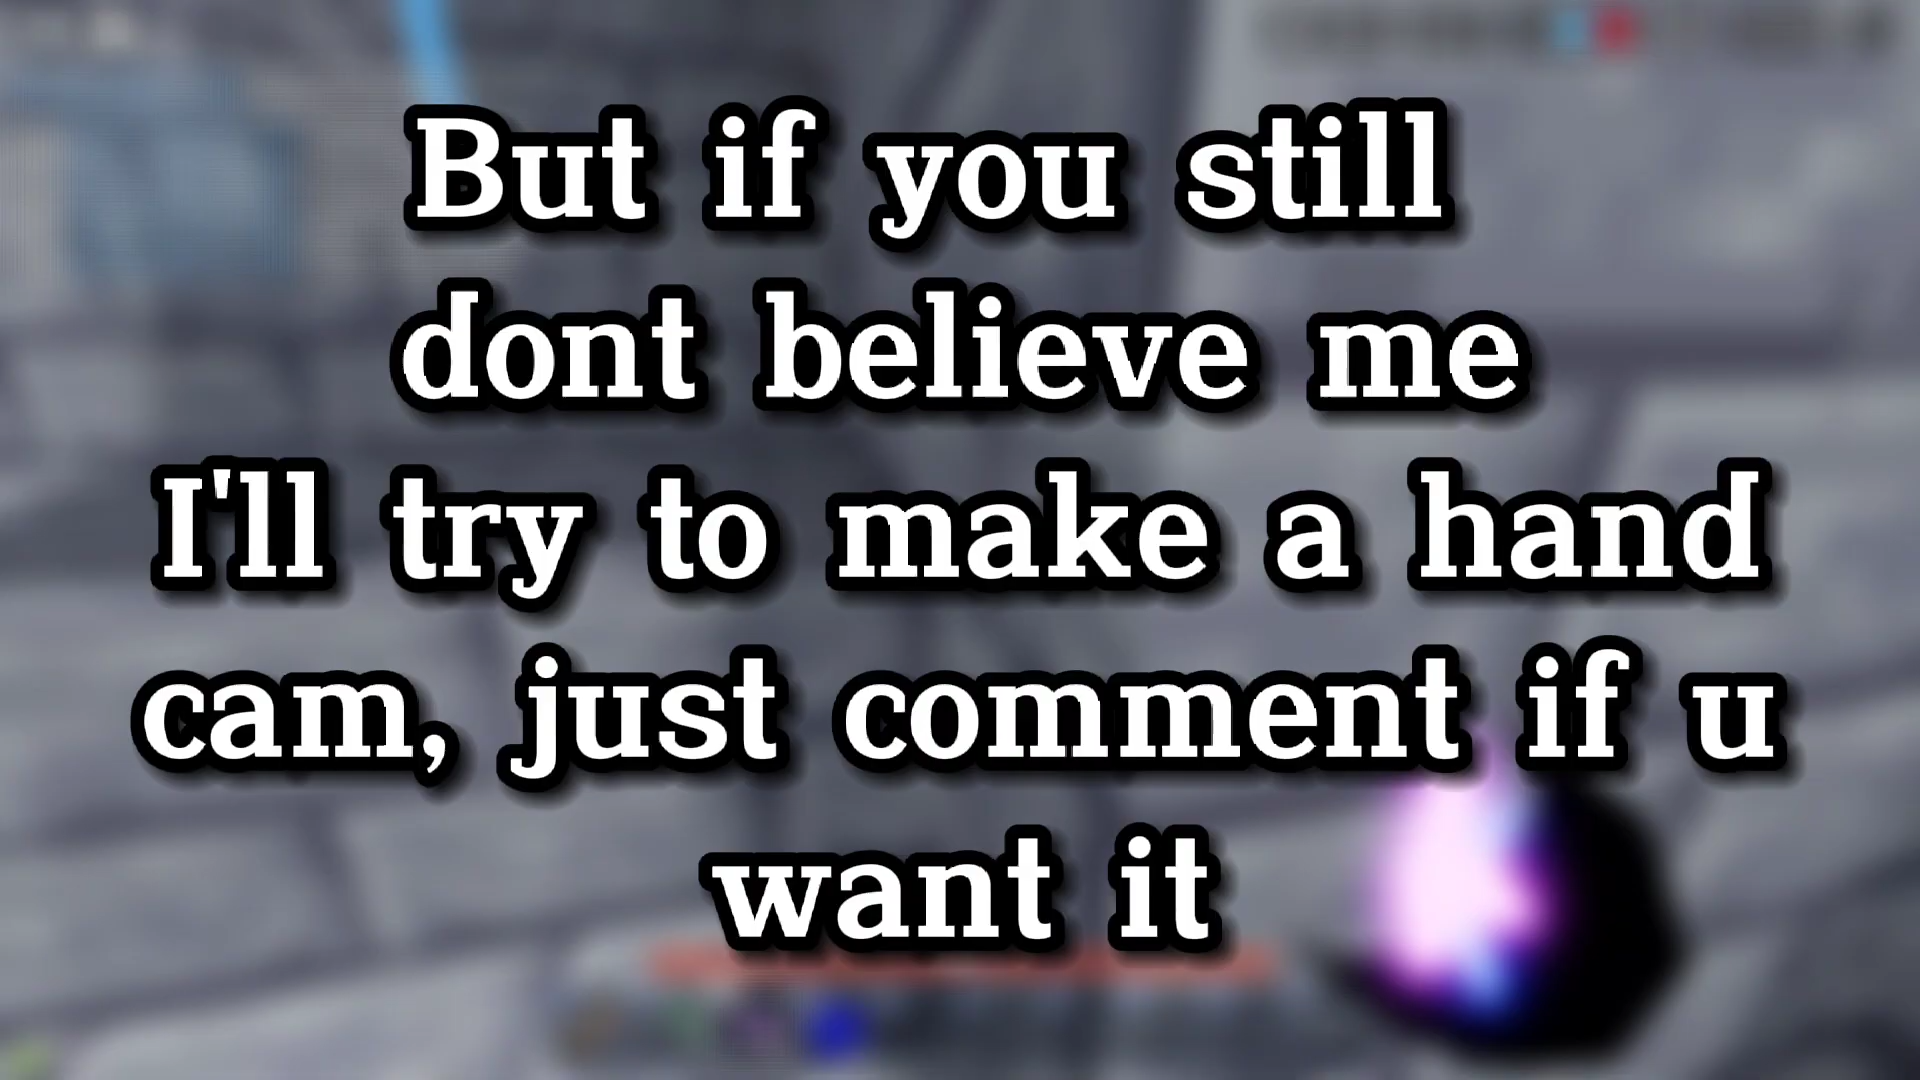 But if you still
dont believe me
I'll try to make a hand
cam, just comment if u
want it